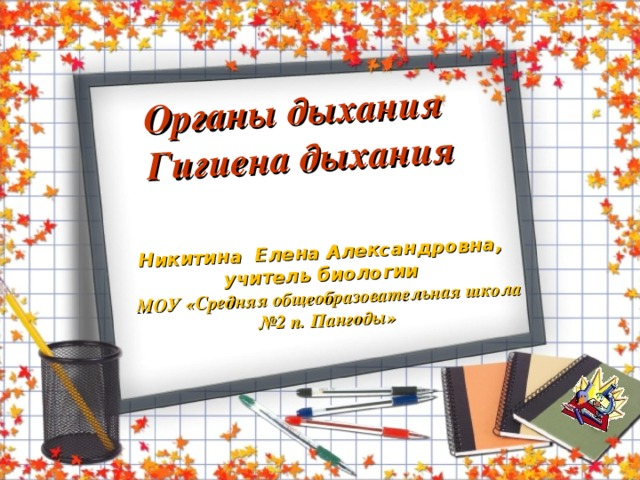 Органы дыхания
Гигиена дыхания
Никитина Елена Александровна,
учитель биологии
МОУ «Средняя общеобразовательная школа
№2 п. Пангоды»